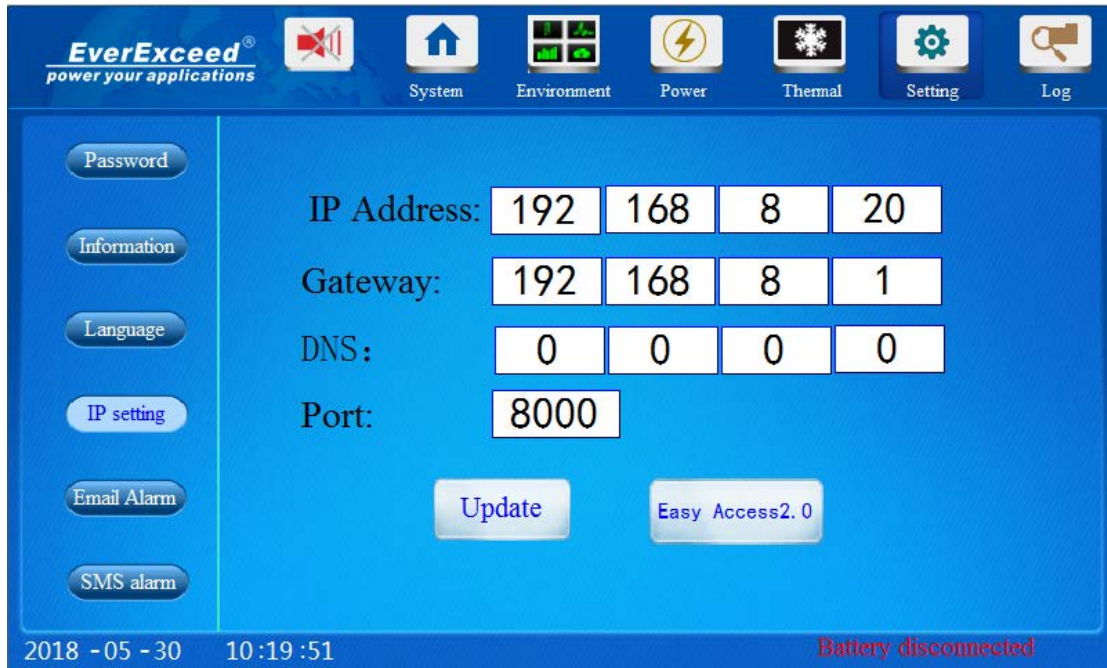 EverExceed®
power your applications
System
Environment
Power
Thermal
Setting
Log
Password
Information
Language
IP setting
Email Alarm
SMS alarm
IP Address: 192 168 8 20
Gateway: 192 168 8 1
DNS： 0 0 0 0
Port: 8000
Update
Easy Access2.0
2018 -05 -30 10:19:51
Battery disconnected